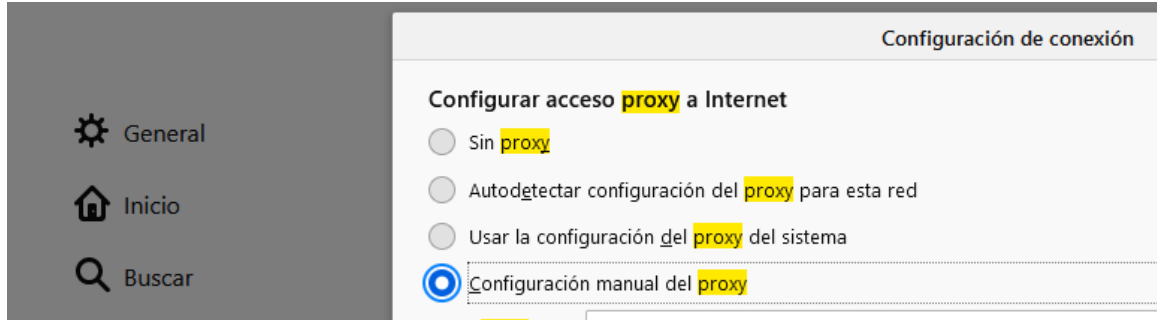 Configuración de conexión
Configurar acceso proxy a Internet
Sin proxy
General
Autodetectar configuración del proxy para esta red
Inicio
Usar la configuración del proxy del sistema
Buscar
Configuración manual del proxy